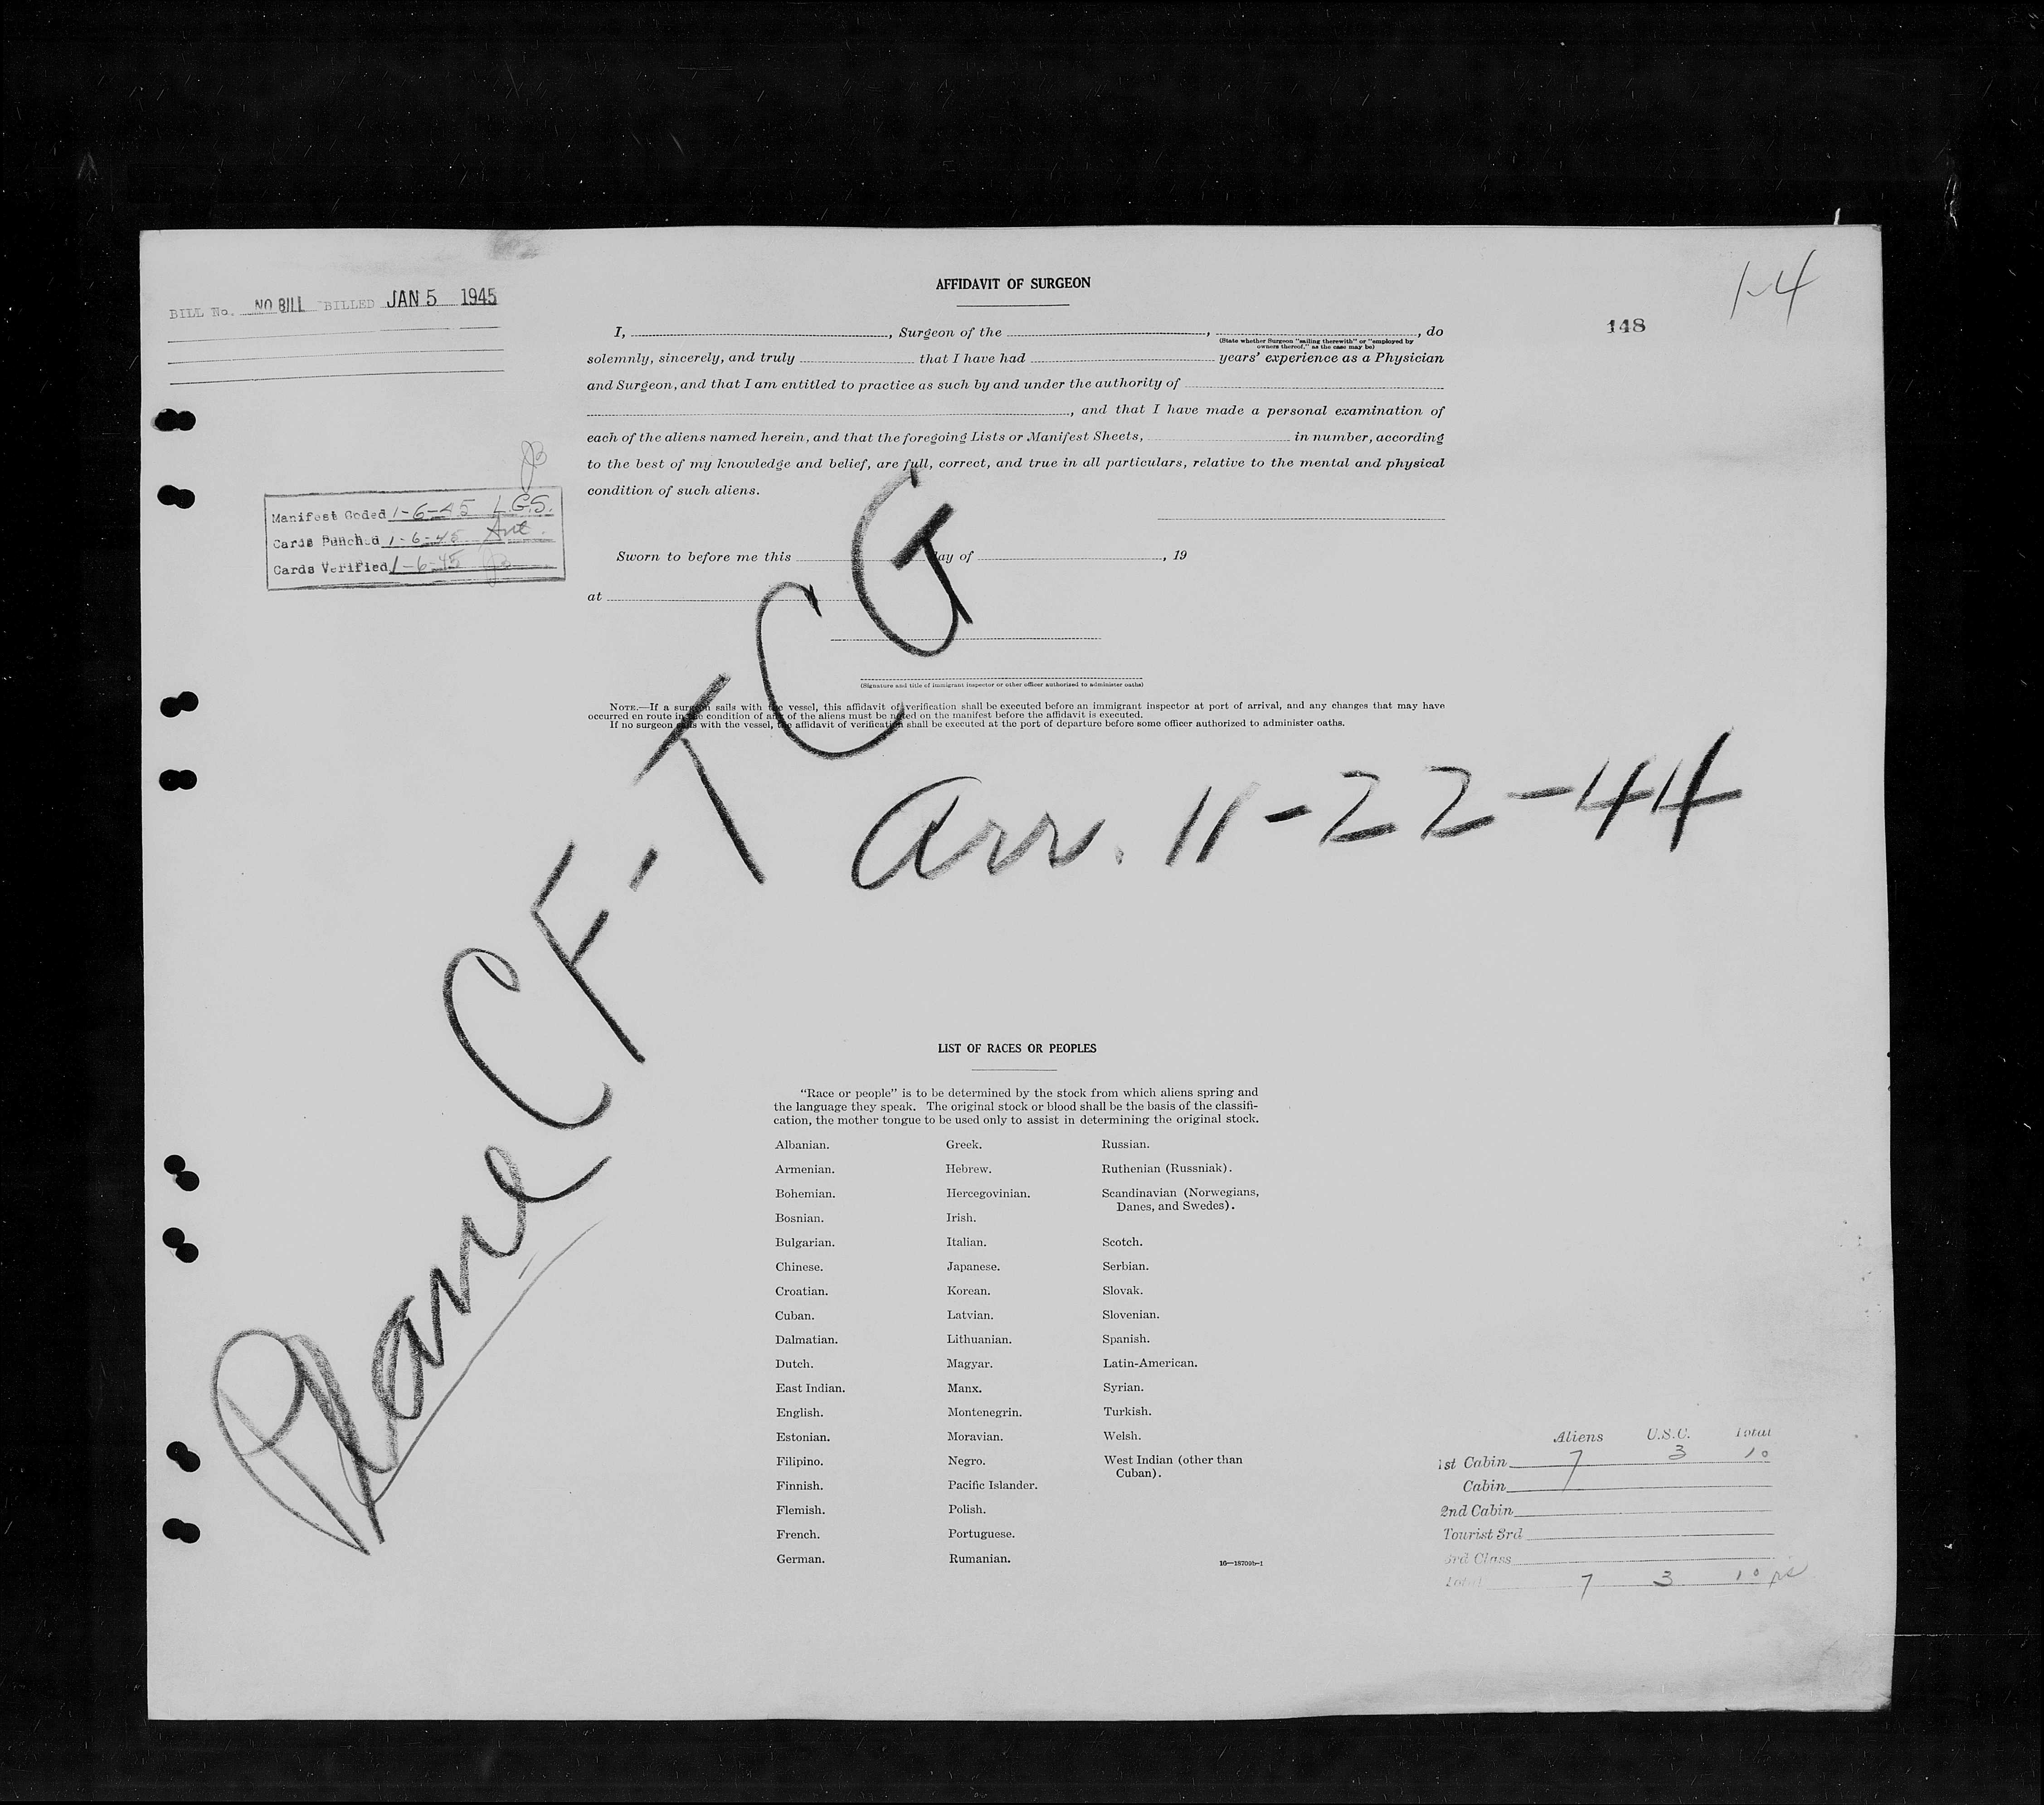 1-4
148
BILL No. NO BILL BILLED JAN 5 1945
AFFIDAVIT OF SURGEON
I, , Surgeon of the , , do
(State whether Surgeon "sailing therewith" or "employed by
owners thereof," as the case may be)
solemnly, sincerely, and truly that I have had years' experience as a Physician
and Surgeon, and that I am entitled to practice as such by and under the authority of
, and that I have made a personal examination of
each of the aliens named herein, and that the foregoing Lists or Manifest Sheets, in number, according
to the best of my knowledge and belief, are full, correct, and true in all particulars, relative to the mental and physical
condition of such aliens.
Manifest Coded 1-6-45 L.G.S.
Cards Punched 1-6-45
Cards Verified 1-6-45
Sworn to before me this day of , 19
at
(Signature and title of immigrant inspector or other officer authorized to administer oaths)
NOTE.—If a surgeon sails with the vessel, this affidavit of verification shall be executed before an immigrant inspector at port of arrival, and any changes that may have
occurred en route in the condition of any of the aliens must be noted on the manifest before the affidavit is executed.
If no surgeon sails with the vessel, the affidavit of verification shall be executed at the port of departure before some officer authorized to administer oaths.
Plane CF-TCG
Arr. 11-22-44
LIST OF RACES OR PEOPLES
"Race or people" is to be determined by the stock from which aliens spring and
the language they speak. The original stock or blood shall be the basis of the classifi-
cation, the mother tongue to be used only to assist in determining the original stock.
Albanian.
Armenian.
Bohemian.
Bosnian.
Bulgarian.
Chinese.
Croatian.
Cuban.
Dalmatian.
Dutch.
East Indian.
English.
Estonian.
Filipino.
Finnish.
Flemish.
French.
German.
Greek.
Hebrew.
Hercegovinian.
Irish.
Italian.
Japanese.
Korean.
Latvian.
Lithuanian.
Magyar.
Manx.
Montenegrin.
Moravian.
Negro.
Pacific Islander.
Polish.
Portuguese.
Rumanian.
Russian.
Ruthenian (Russniak).
Scandinavian (Norwegians,
Danes, and Swedes).
Scotch.
Serbian.
Slovak.
Slovenian.
Spanish.
Latin-American.
Syrian.
Turkish.
Welsh.
West Indian (other than
Cuban).
16—18709b-1
Aliens U.S.C. Total
1st Cabin 7 3 10
Cabin
2nd Cabin
Tourist 3rd
3rd Class
Total 7 3 10